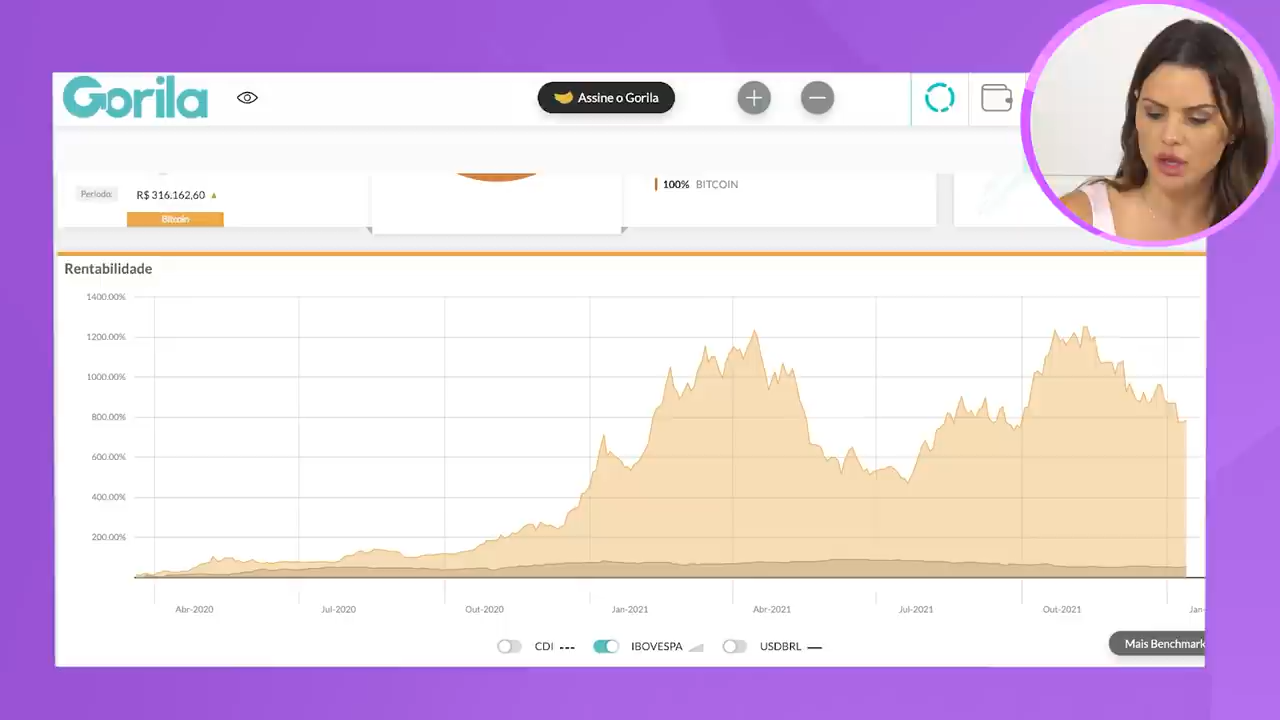 Gorila
Assine o Gorila
Período:
R$ 316.162,60
Bitcoin
100% BITCOIN
Rentabilidade
1400.00%
1200.00%
1000.00%
800.00%
600.00%
400.00%
200.00%
Abr-2020
Jul-2020
Out-2020
Jan-2021
Abr-2021
Jul-2021
Out-2021
Jan-
CDI
IBOVESPA
USDBRL
Mais Benchmark